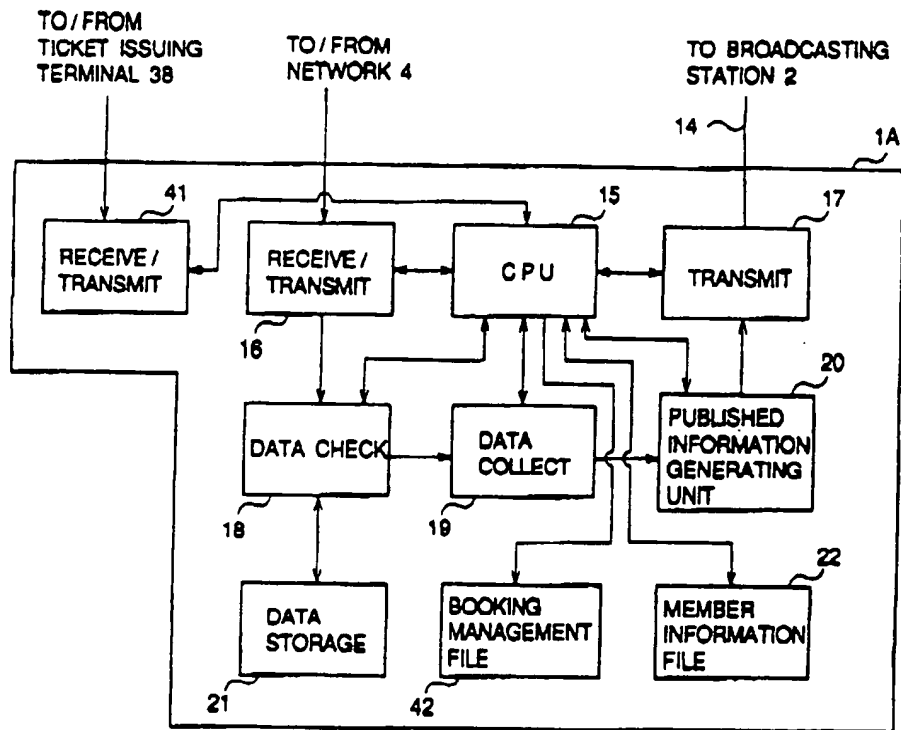 TO/FROM
TICKET ISSUING
TERMINAL 38
TO/FROM
NETWORK 4
TO BROADCASTING
STATION 2
14
1A
41
15
17
RECEIVE/
TRANSMIT
RECEIVE/
TRANSMIT
CPU
TRANSMIT
16
20
DATA CHECK
DATA
COLLECT
PUBLISHED
INFORMATION
GENERATING
UNIT
18
19
22
DATA
STORAGE
BOOKING
MANAGEMENT
FILE
MEMBER
INFORMATION
FILE
21
42